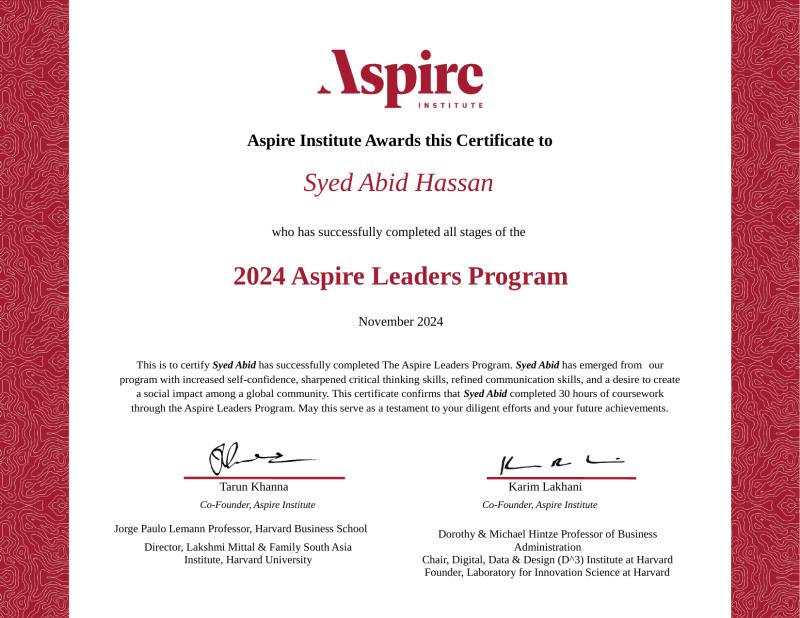 Aspire
INSTITUTE
Aspire Institute Awards this Certificate to
Syed Abid Hassan
who has successfully completed all stages of the
2024 Aspire Leaders Program
November 2024
This is to certify Syed Abid has successfully completed The Aspire Leaders Program. Syed Abid has emerged from our
program with increased self-confidence, sharpened critical thinking skills, refined communication skills, and a desire to create
a social impact among a global community. This certificate confirms that Syed Abid completed 30 hours of coursework
through the Aspire Leaders Program. May this serve as a testament to your diligent efforts and your future achievements.
Tarun Khanna
Co-Founder, Aspire Institute
Jorge Paulo Lemann Professor, Harvard Business School
Director, Lakshmi Mittal & Family South Asia
Institute, Harvard University
Karim Lakhani
Co-Founder, Aspire Institute
Dorothy & Michael Hintze Professor of Business
Administration
Chair, Digital, Data & Design (D^3) Institute at Harvard
Founder, Laboratory for Innovation Science at Harvard